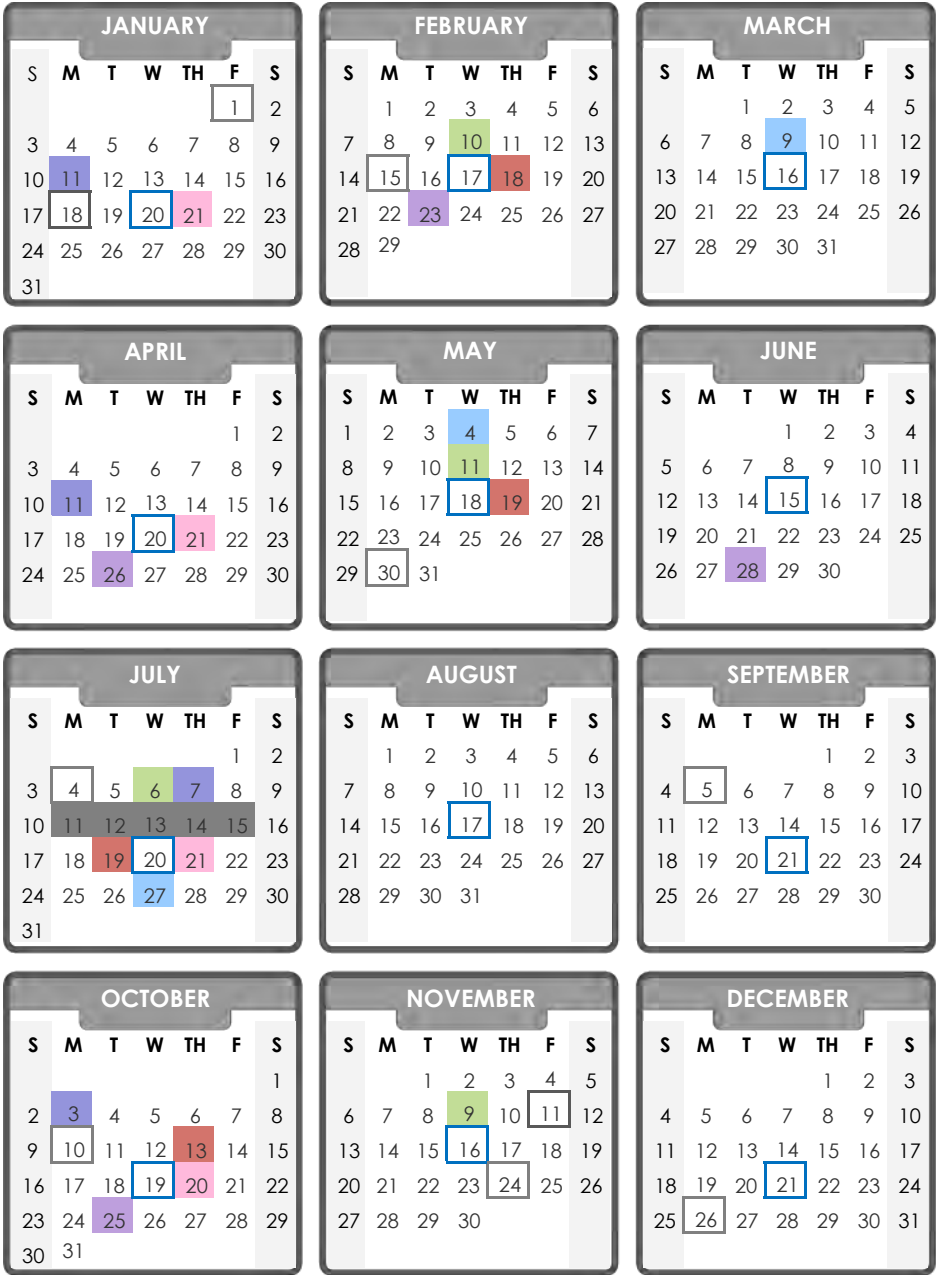 JANUARY
S M T W TH F S
1 2
3 4 5 6 7 8 9
10 11 12 13 14 15 16
17 18 19 20 21 22 23
24 25 26 27 28 29 30
31
FEBRUARY
S M T W TH F S
1 2 3 4 5 6
7 8 9 10 11 12 13
14 15 16 17 18 19 20
21 22 23 24 25 26 27
28 29
MARCH
S M T W TH F S
1 2 3 4 5
6 7 8 9 10 11 12
13 14 15 16 17 18 19
20 21 22 23 24 25 26
27 28 29 30 31
APRIL
S M T W TH F S
1 2
3 4 5 6 7 8 9
10 11 12 13 14 15 16
17 18 19 20 21 22 23
24 25 26 27 28 29 30
MAY
S M T W TH F S
1 2 3 4 5 6 7
8 9 10 11 12 13 14
15 16 17 18 19 20 21
22 23 24 25 26 27 28
29 30 31
JUNE
S M T W TH F S
1 2 3 4
5 6 7 8 9 10 11
12 13 14 15 16 17 18
19 20 21 22 23 24 25
26 27 28 29 30
JULY
S M T W TH F S
1 2
3 4 5 6 7 8 9
10 11 12 13 14 15 16
17 18 19 20 21 22 23
24 25 26 27 28 29 30
31
AUGUST
S M T W TH F S
1 2 3 4 5 6
7 8 9 10 11 12 13
14 15 16 17 18 19 20
21 22 23 24 25 26 27
28 29 30 31
SEPTEMBER
S M T W TH F S
1 2 3
4 5 6 7 8 9 10
11 12 13 14 15 16 17
18 19 20 21 22 23 24
25 26 27 28 29 30
OCTOBER
S M T W TH F S
1
2 3 4 5 6 7 8
9 10 11 12 13 14 15
16 17 18 19 20 21 22
23 24 25 26 27 28 29
30 31
NOVEMBER
S M T W TH F S
1 2 3 4 5
6 7 8 9 10 11 12
13 14 15 16 17 18 19
20 21 22 23 24 25 26
27 28 29 30
DECEMBER
S M T W TH F S
1 2 3
4 5 6 7 8 9 10
11 12 13 14 15 16 17
18 19 20 21 22 23 24
25 26 27 28 29 30 31